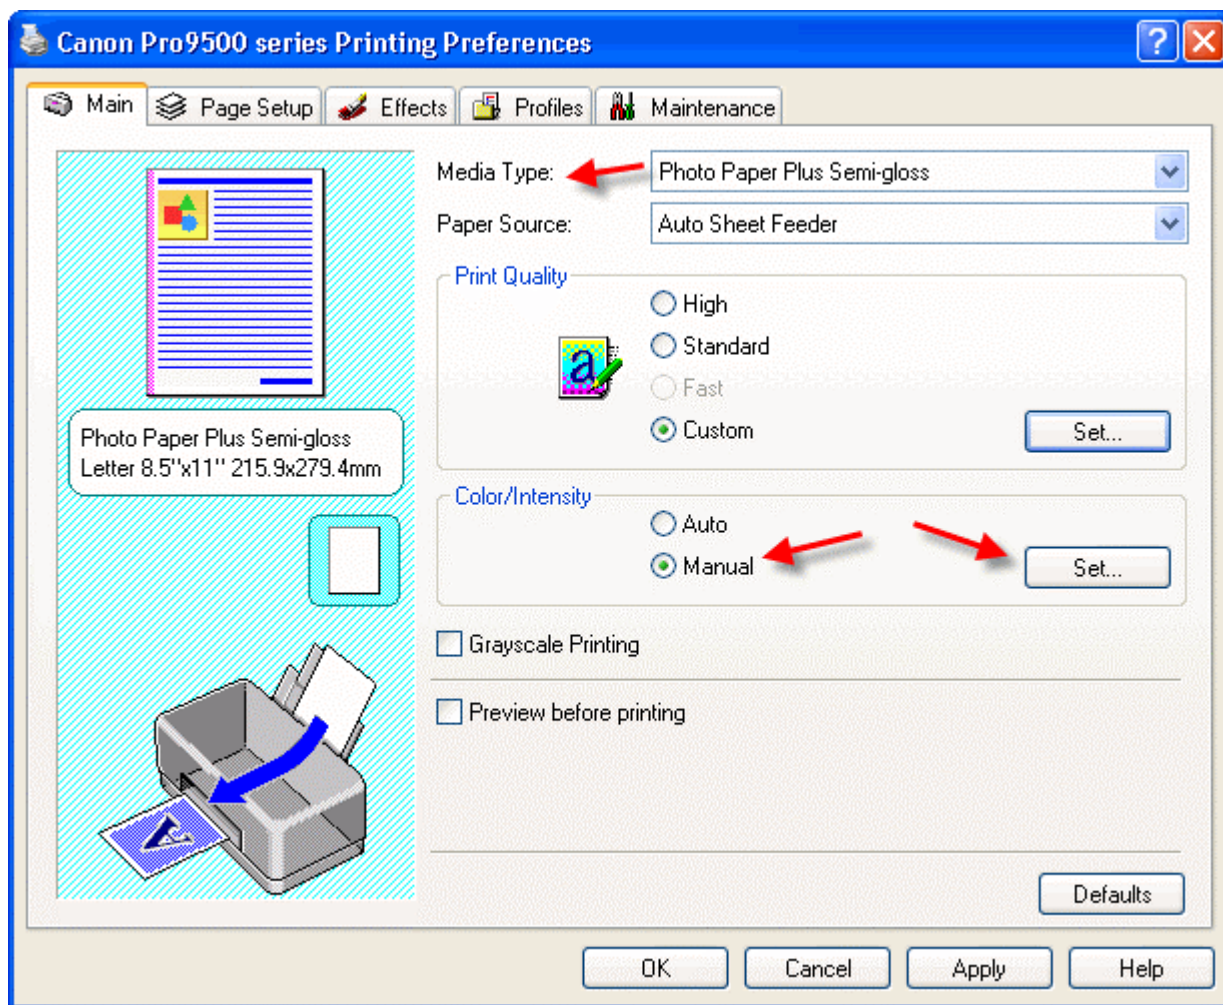 Canon Pro9500 series Printing Preferences
Main Page Setup Effects Profiles Maintenance
Media Type: Photo Paper Plus Semi-gloss
Paper Source: Auto Sheet Feeder
Print Quality
High
Standard
a
Fast
Custom Set...
Photo Paper Plus Semi-gloss
Letter 8.5"x11" 215.9x279.4mm
Color/Intensity
Auto
Manual Set...
Grayscale Printing
Preview before printing
A
Defaults
OK Cancel Apply Help